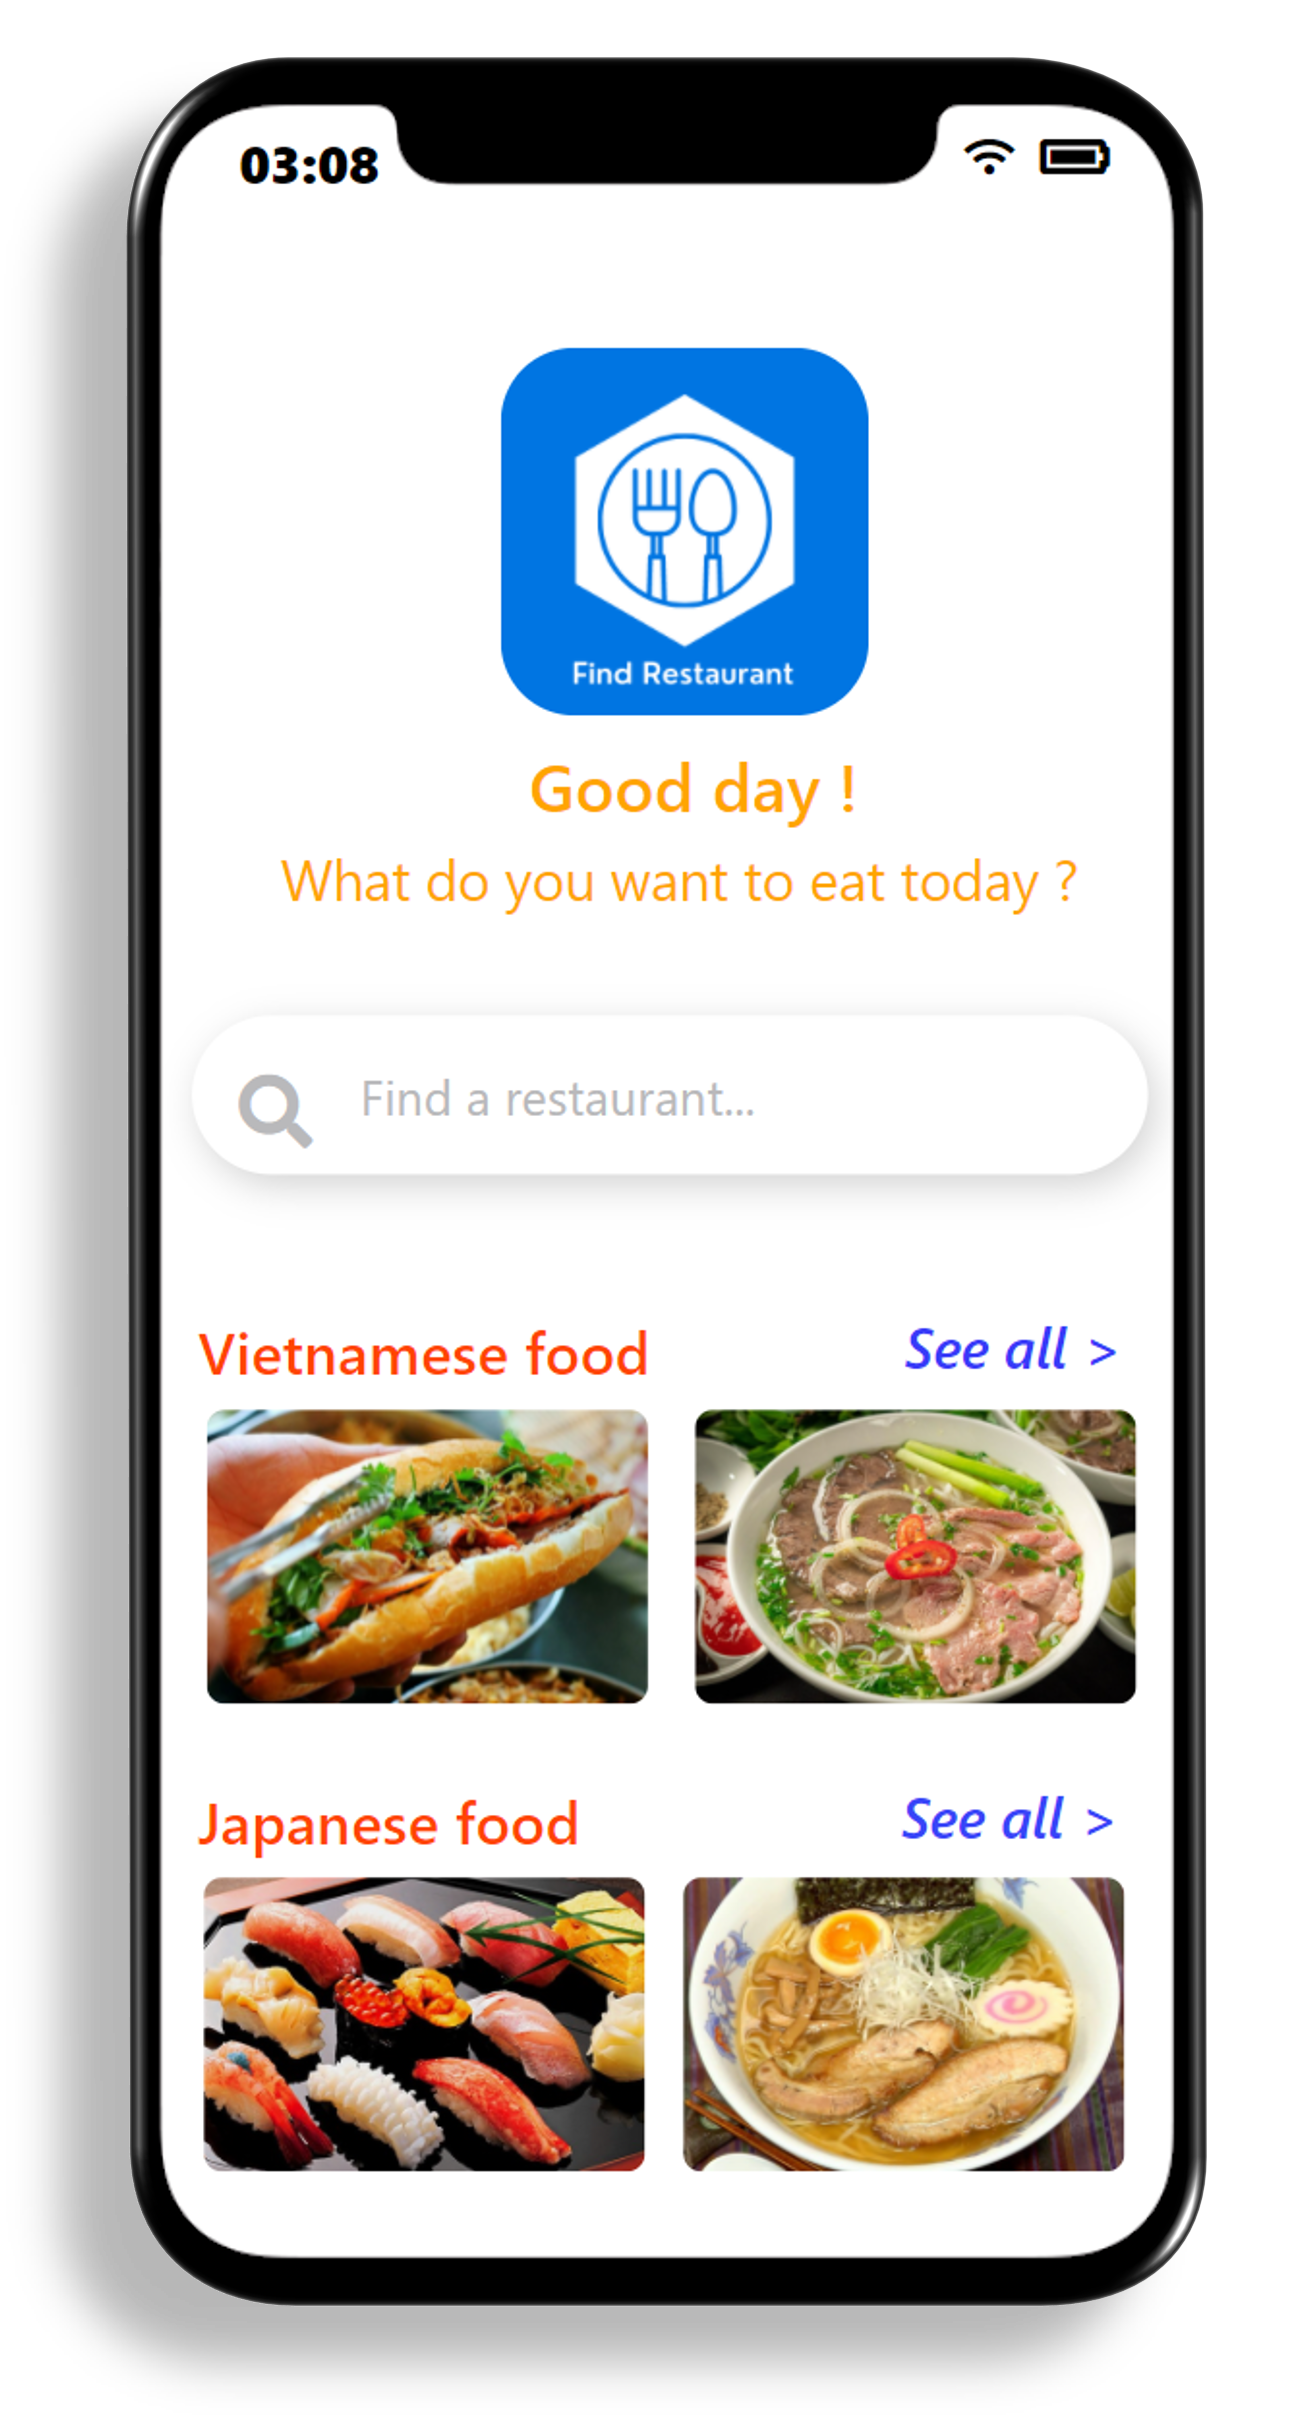 03:08
Find Restaurant
Good day !
What do you want to eat today ?
Find a restaurant...
Vietnamese food
See all >
Japanese food
See all >